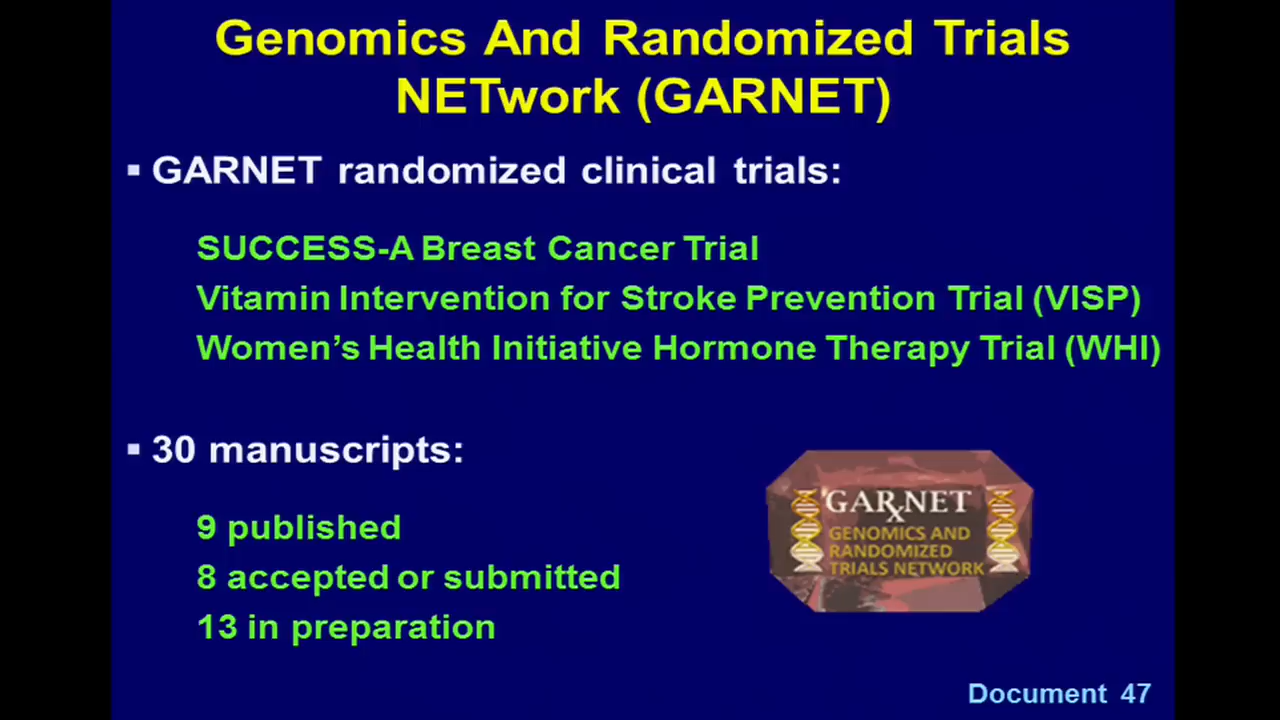 Genomics And Randomized Trials
NETwork (GARNET)
▪ GARNET randomized clinical trials:
SUCCESS-A Breast Cancer Trial
Vitamin Intervention for Stroke Prevention Trial (VISP)
Women's Health Initiative Hormone Therapy Trial (WHI)
▪ 30 manuscripts:
9 published
8 accepted or submitted
13 in preparation
GARxNET
GENOMICS AND
RANDOMIZED
TRIALS NETWORK
Document 47